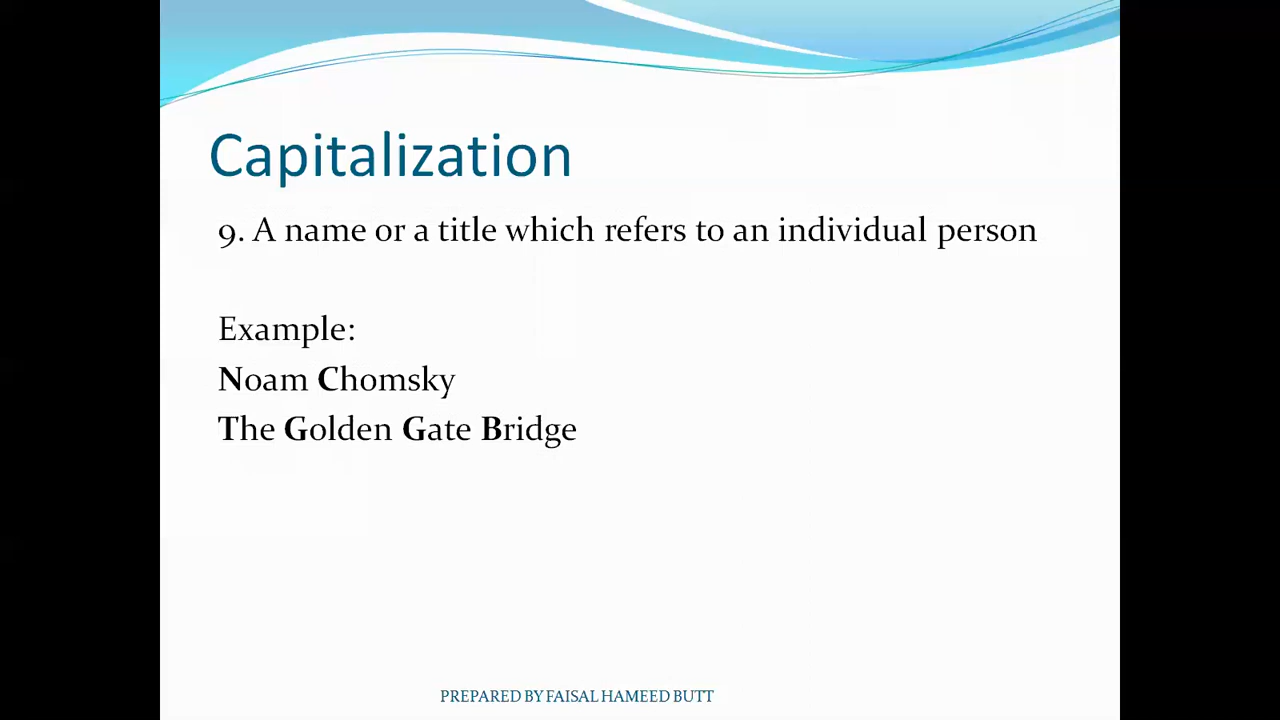 Capitalization
9. A name or a title which refers to an individual person
Example:
Noam Chomsky
The Golden Gate Bridge
PREPARED BY FAISAL HAMEED BUTT